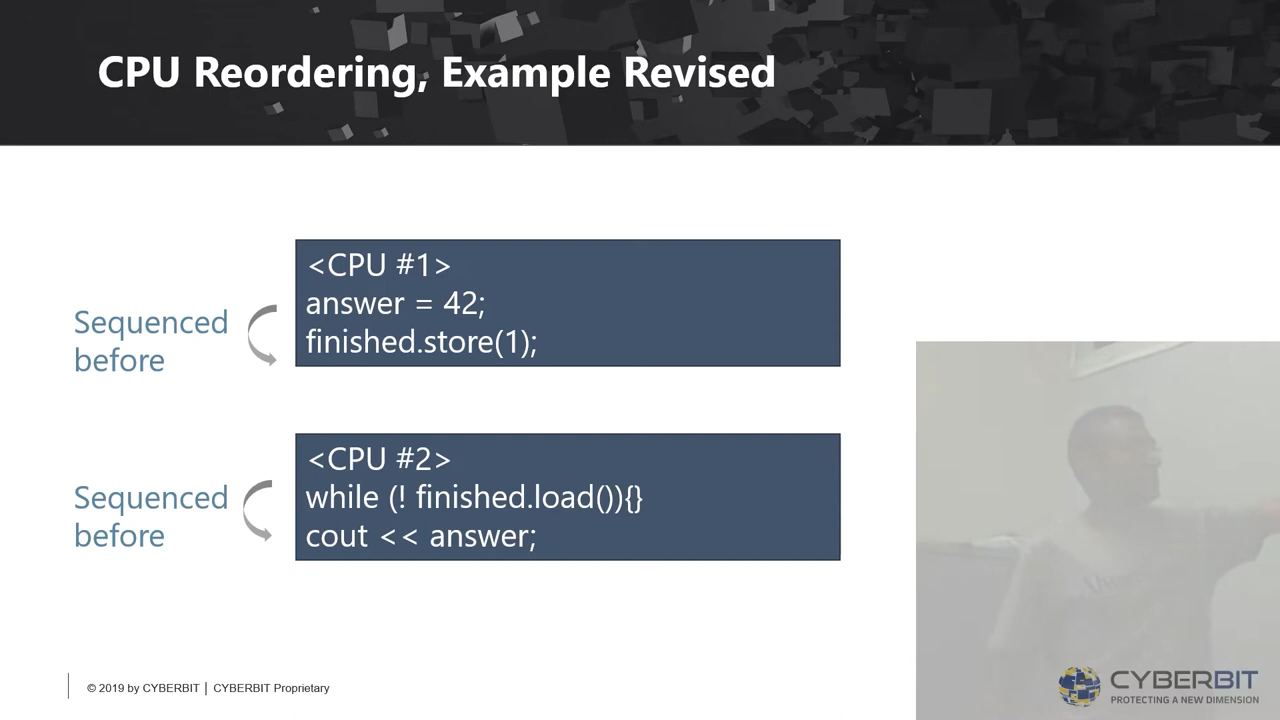 CPU Reordering, Example Revised
<CPU #1>
answer = 42;
finished.store(1);
Sequenced
before
<CPU #2>
while (! finished.load()){}
cout << answer;
Sequenced
before
© 2019 by CYBERBIT | CYBERBIT Proprietary
CYBERBIT
PROTECTING A NEW DIMENSION